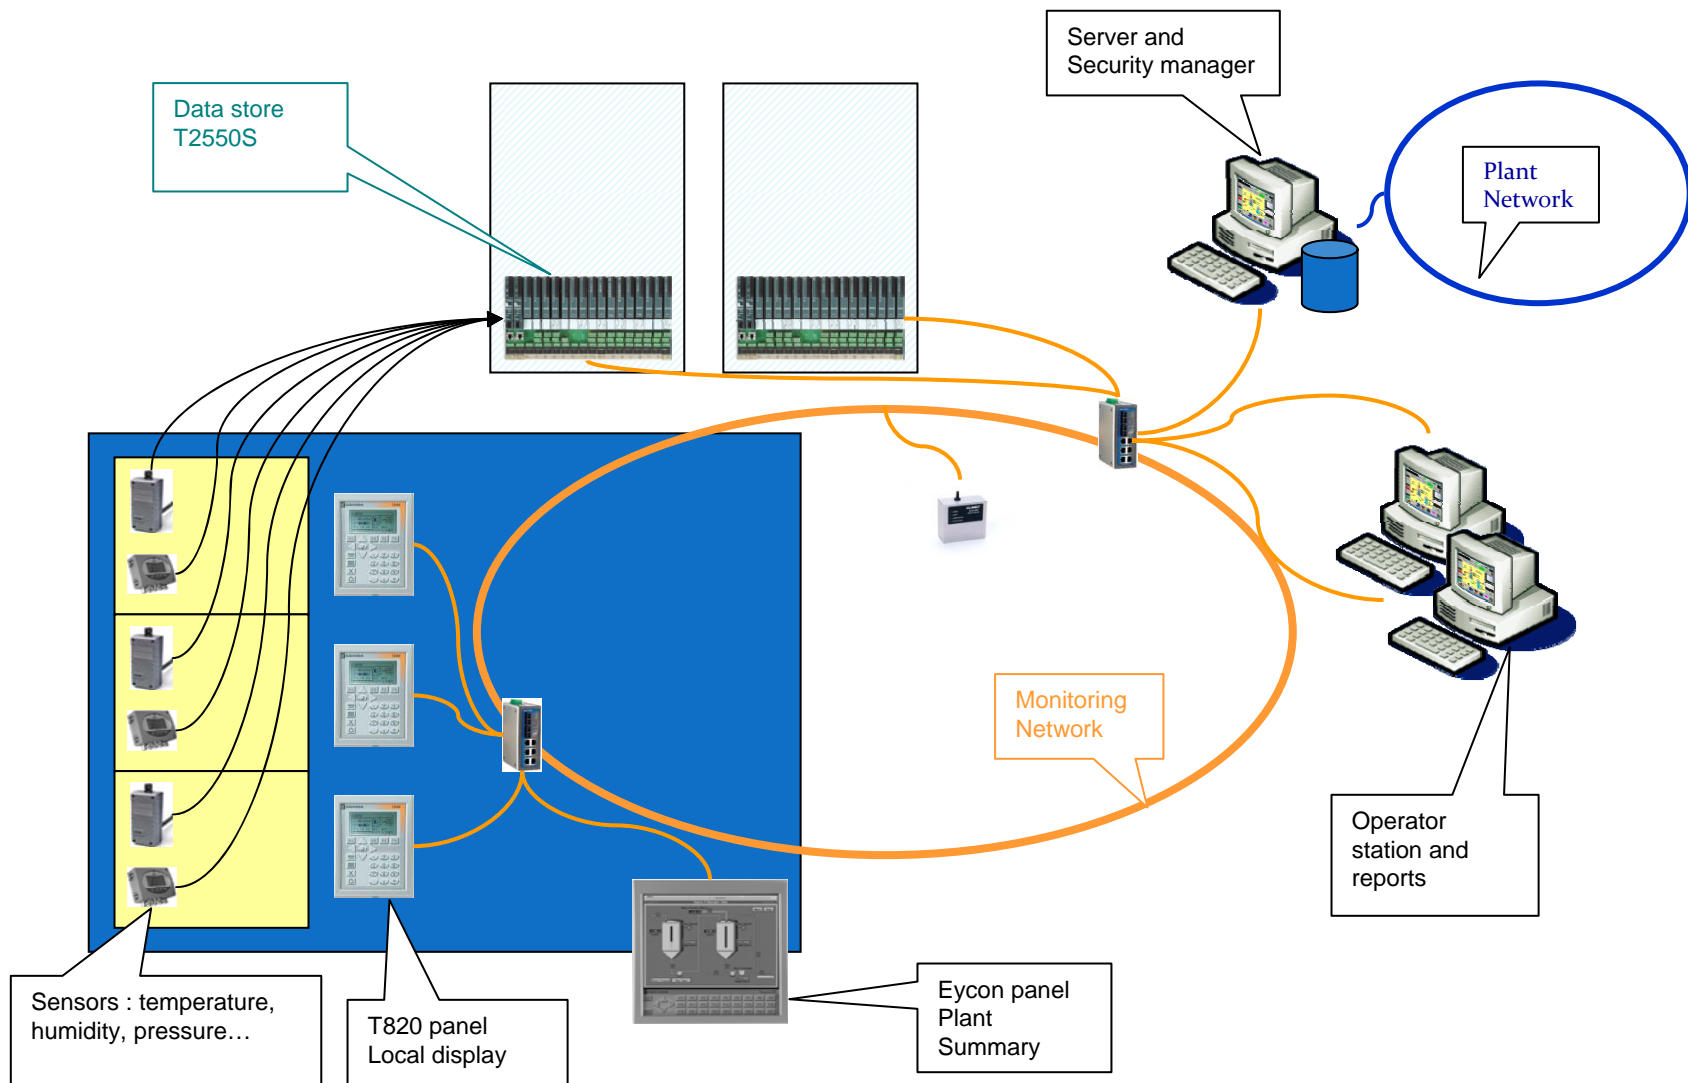 Server and
Security manager
Data store
T2550S
Plant
Network
Monitoring
Network
Operator
station and
reports
Sensors : temperature,
humidity, pressure…
T820 panel
Local display
Eycon panel
Plant
Summary